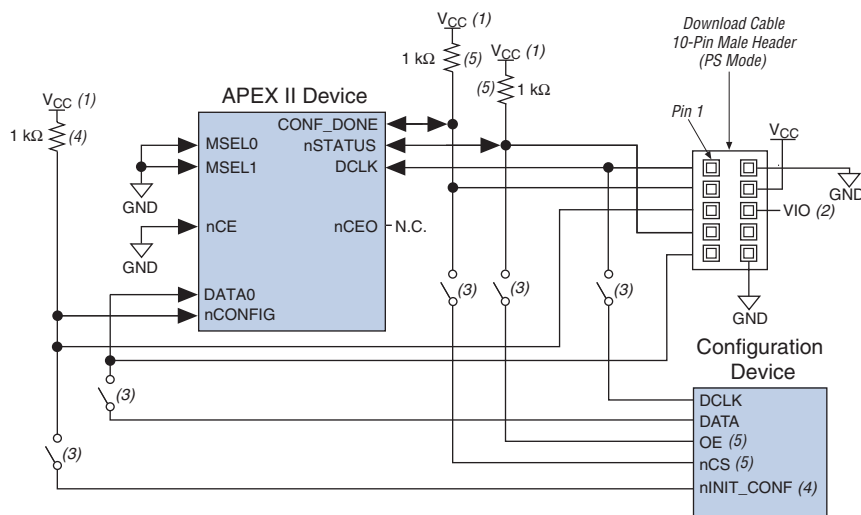 Download Cable
10-Pin Male Header
(PS Mode)
VCC (1)
1 kΩ
(5)
VCC (1)
(5)
1 kΩ
VCC (1)
1 kΩ
(4)
APEX II Device
Pin 1
VCC
MSEL0
MSEL1
GND
nCE
GND
DATA0
nCONFIG
CONF_DONE
nSTATUS
DCLK
nCEO
N.C.
GND
VIO (2)
GND
(3)
(3)
(3)
(3)
(3)
Configuration
Device
DCLK
DATA
OE (5)
nCS (5)
nINIT_CONF (4)